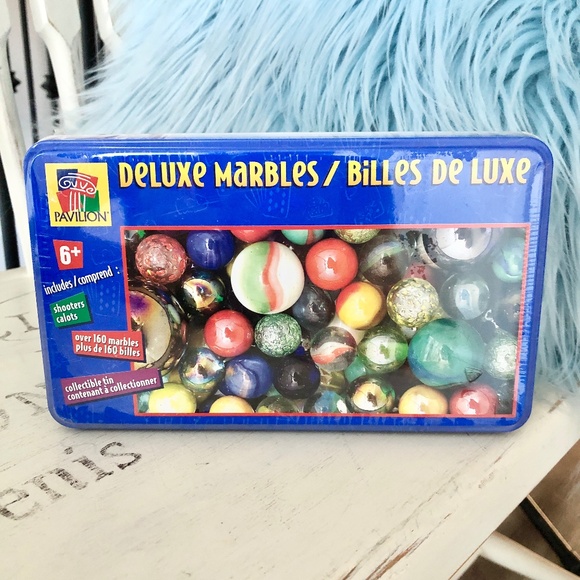 DELUXE MARBLES / BILLES DE LUXE
PAVILION
6+
includes / comprend :
shooters
calots
over 160 marbles
plus de 160 billes
collectible tin
contenant à collectionner